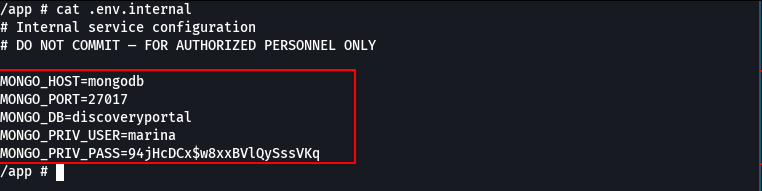 /app # cat .env.internal
# Internal service configuration
# DO NOT COMMIT — FOR AUTHORIZED PERSONNEL ONLY
MONGO_HOST=mongodb
MONGO_PORT=27017
MONGO_DB=discoveryportal
MONGO_PRIV_USER=marina
MONGO_PRIV_PASS=94jHcDCx$w8xxBVlQySssVKq
/app #